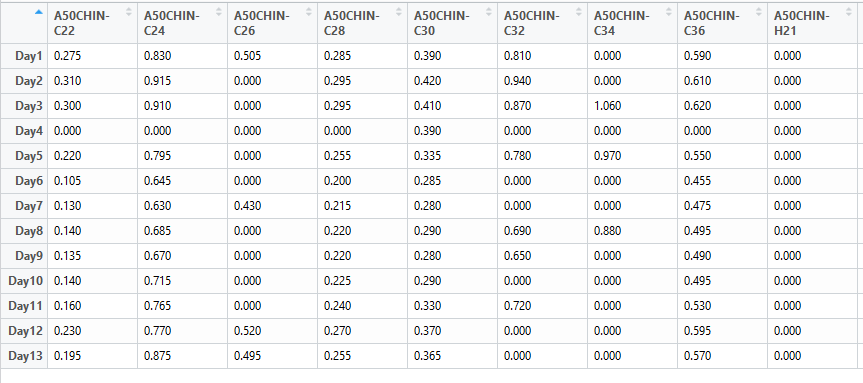 A50CHIN-C22 A50CHIN-C24 A50CHIN-C26 A50CHIN-C28 A50CHIN-C30 A50CHIN-C32 A50CHIN-C34 A50CHIN-C36 A50CHIN-H21
Day1 0.275 0.830 0.505 0.285 0.390 0.810 0.000 0.590 0.000
Day2 0.310 0.915 0.000 0.295 0.420 0.940 0.000 0.610 0.000
Day3 0.300 0.910 0.000 0.295 0.410 0.870 1.060 0.620 0.000
Day4 0.000 0.000 0.000 0.000 0.390 0.000 0.000 0.000 0.000
Day5 0.220 0.795 0.000 0.255 0.335 0.780 0.970 0.550 0.000
Day6 0.105 0.645 0.000 0.200 0.285 0.000 0.000 0.455 0.000
Day7 0.130 0.630 0.430 0.215 0.280 0.000 0.000 0.475 0.000
Day8 0.140 0.685 0.000 0.220 0.290 0.690 0.880 0.495 0.000
Day9 0.135 0.670 0.000 0.220 0.280 0.650 0.000 0.490 0.000
Day10 0.140 0.715 0.000 0.225 0.290 0.000 0.000 0.495 0.000
Day11 0.160 0.765 0.000 0.240 0.330 0.720 0.000 0.530 0.000
Day12 0.230 0.770 0.520 0.270 0.370 0.000 0.000 0.595 0.000
Day13 0.195 0.875 0.495 0.255 0.365 0.000 0.000 0.570 0.000